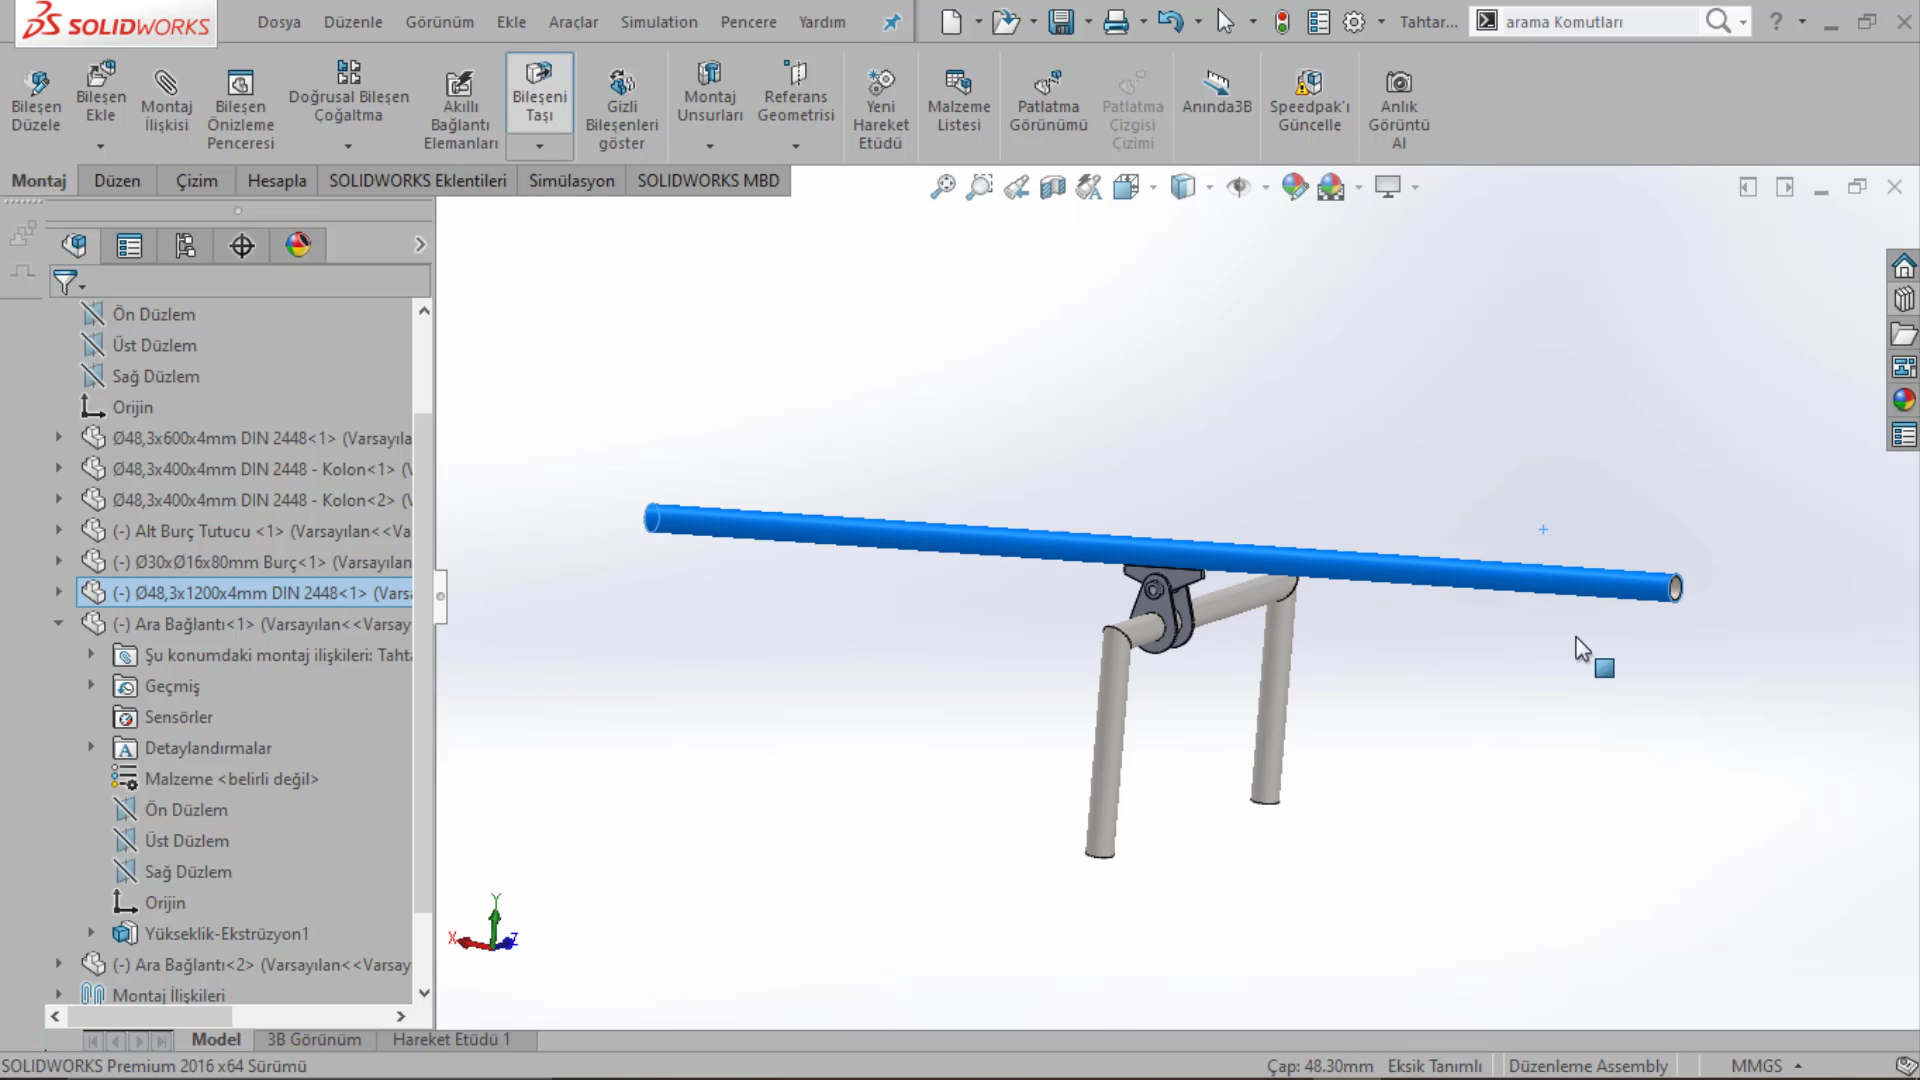 SOLIDWORKS
Dosya Düzenle Görünüm Ekle Araçlar Simulation Pencere Yardım
Tahtar...
arama Komutları
Bileşen Düzele
Bileşen Ekle
Montaj İlişkisi
Bileşen Önizleme Penceresi
Doğrusal Bileşen Çoğaltma
Akıllı Bağlantı Elemanları
Bileşeni Taşı
Gizli Bileşenleri göster
Montaj Unsurları
Referans Geometrisi
Yeni Hareket Etüdü
Malzeme Listesi
Patlatma Görünümü
Patlatma Çizgisi Çizimi
Anında3B
Speedpak'ı Güncelle
Anlık Görüntü Al
Montaj Düzen Çizim Hesapla SOLIDWORKS Eklentileri Simülasyon SOLIDWORKS MBD
Ön Düzlem
Üst Düzlem
Sağ Düzlem
Orijin
Ø48,3x600x4mm DIN 2448<1> (Varsayıla
Ø48,3x400x4mm DIN 2448 - Kolon<1> (V
Ø48,3x400x4mm DIN 2448 - Kolon<2> (V
(-) Alt Burç Tutucu <1> (Varsayılan<<Va
(-) Ø30xØ16x80mm Burç<1> (Varsayılan
(-) Ø48,3x1200x4mm DIN 2448<1> (Varsa
(-) Ara Bağlantı<1> (Varsayılan<<Varsay
Şu konumdaki montaj ilişkileri: Tahta
Geçmiş
Sensörler
Detaylandırmalar
Malzeme <belirli değil>
Ön Düzlem
Üst Düzlem
Sağ Düzlem
Orijin
Yükseklik-Ekstrüzyon1
(-) Ara Bağlantı<2> (Varsayılan<<Varsay
Montaj İlişkileri
Y
X
Z
Model 3B Görünüm Hareket Etüdü 1
SOLIDWORKS Premium 2016 x64 Sürümü
Çap: 48.30mm Eksik Tanımlı Düzenleme Assembly MMGS